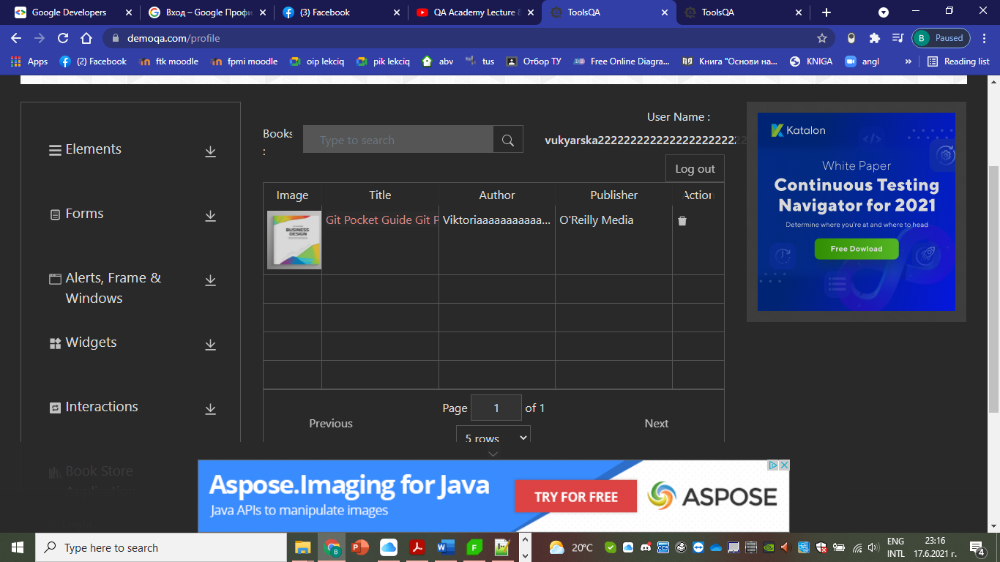 Google Developers
Вход – Google Профи
(3) Facebook
QA Academy Lecture 8
ToolsQA
ToolsQA
demoqa.com/profile
B Paused
Apps
(2) Facebook
ftk moodle
fpmi moodle
oip lekciq
pik lekciq
abv
tus
Отбор ТУ
Free Online Diagra...
Книга "Основи на...
KNIGA
angl
»
Reading list
Elements
Forms
Alerts, Frame &
Windows
Widgets
Interactions
Book Store
Application
Books
:
Type to search
User Name :
Log out
Image Title Author Publisher Action
Git Pocket Guide Git P
Viktoriaaaaaaaaaaaa...
O'Reilly Media
BUSINESS
DESIGN
Page 1 of 1
Previous
Next
5 rows
Katalon
White Paper
Continuous Testing
Navigator for 2021
Determine where you're at and where to head
Free Dowload
Aspose.Imaging for Java
Java APIs to manipulate images
TRY FOR FREE
ASPOSE
Type here to search
20°C
ENG
INTL
23:16
17.6.2021 г.
4